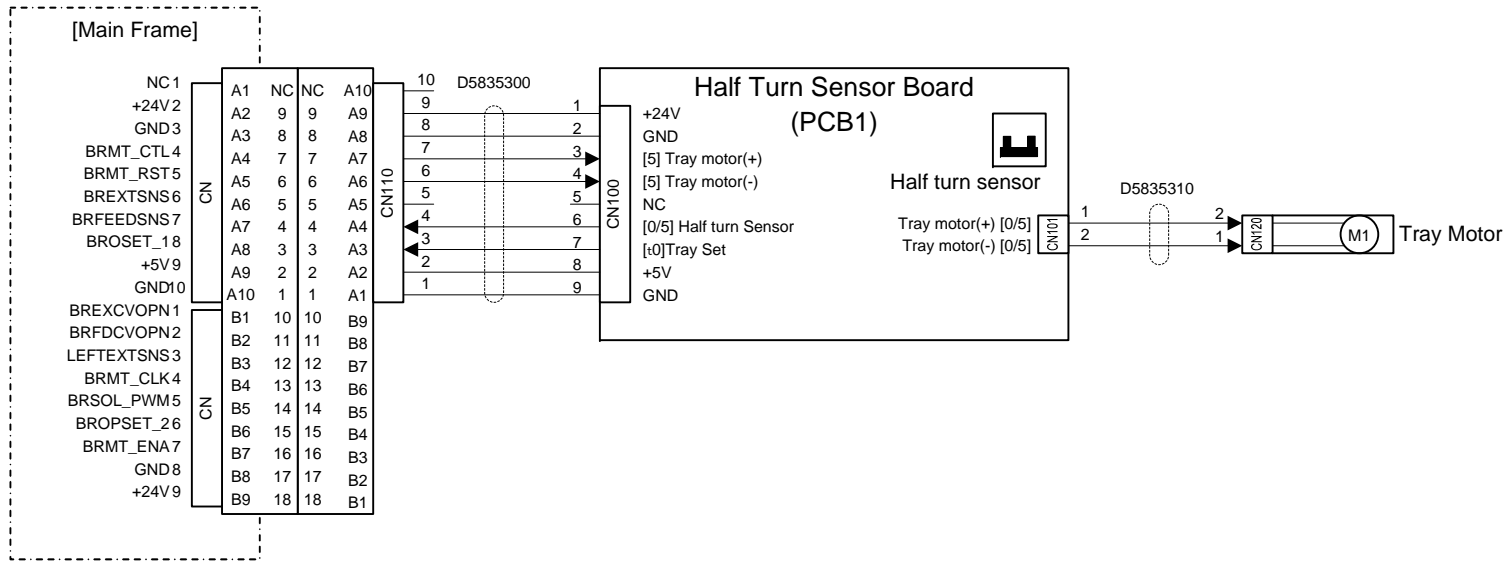 [Main Frame]
NC 1
+24V 2
GND 3
BRMT_CTL 4
BRMT_RST 5
BREXTSNS 6
BRFEEDSNS 7
BROSET_1 8
+5V 9
GND 10
CN
BREXCVOPN 1
BRFDCVOPN 2
LEFTEXTSNS 3
BRMT_CLK 4
BRSOL_PWM 5
BROPSET_2 6
BRMT_ENA 7
GND 8
+24V 9
CN
A1 NC NC A10
A2 9 9 A9
A3 8 8 A8
A4 7 7 A7
A5 6 6 A6
A6 5 5 A5
A7 4 4 A4
A8 3 3 A3
A9 2 2 A2
A10 1 1 A1
B1 10 10 B9
B2 11 11 B8
B3 12 12 B7
B4 13 13 B6
B5 14 14 B5
B6 15 15 B4
B7 16 16 B3
B8 17 17 B2
B9 18 18 B1
CN110
10
9
8
7
6
5
4
3
2
1
D5835300
1
2
3
4
5
6
7
8
9
CN100
Half Turn Sensor Board
(PCB1)
+24V
GND
[5] Tray motor(+)
[5] Tray motor(-)
NC
[0/5] Half turn Sensor
[t0]Tray Set
+5V
GND
Half turn sensor
Tray motor(+) [0/5]
Tray motor(-) [0/5]
CN101
1
2
D5835310
2
1
CN120
M1
Tray Motor